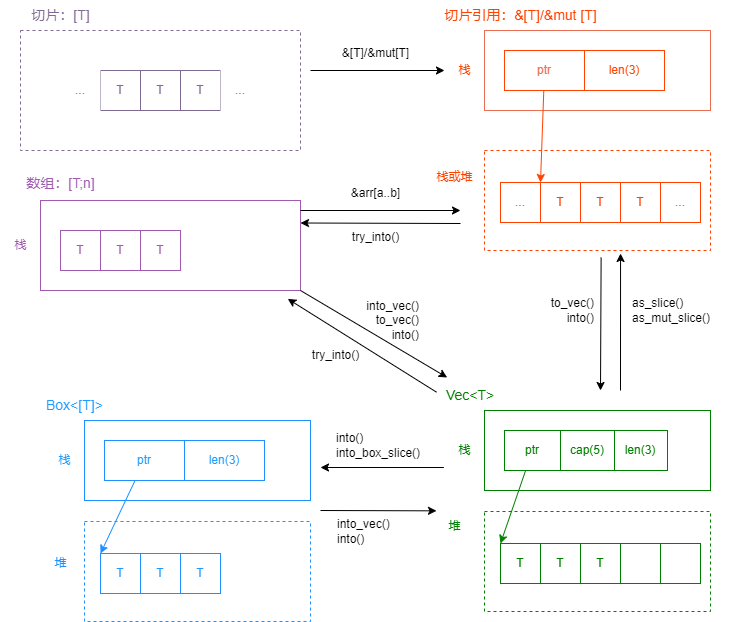 切片：[T]
切片引用：&[T]/&mut [T]
&[T]/&mut[T]
栈
ptr
len(3)
...
T
T
T
...
数组：[T;n]
栈或堆
...
T
T
T
...
&arr[a..b]
try_into()
栈
T
T
T
into_vec()
to_vec()
into()
try_into()
to_vec()
into()
as_slice()
as_mut_slice()
Box<[T]>
Vec<T>
栈
ptr
len(3)
into()
into_box_slice()
栈
ptr
cap(5)
len(3)
into_vec()
into()
堆
T
T
T
堆
T
T
T